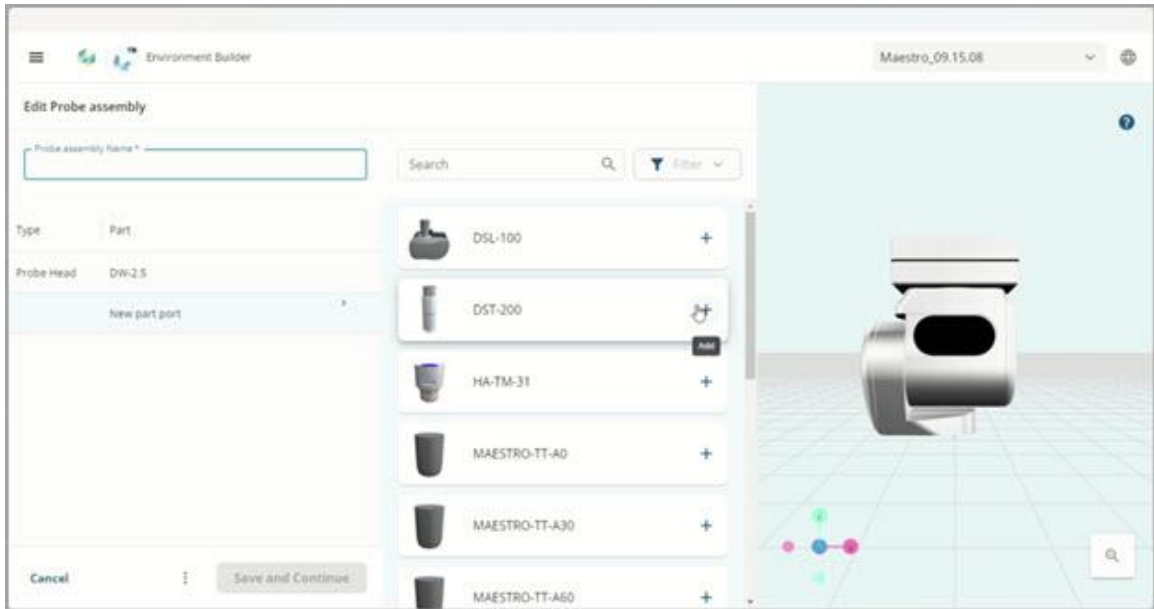 Environment Builder
Maestro_09.15.08
Edit Probe assembly
Probe assembly Name *
Search
Filter
Type Part
Probe Head DW-2.5
New part port
DSL-100
DST-200
Add
HA-TM-31
MAESTRO-TT-A0
MAESTRO-TT-A30
MAESTRO-TT-A60
Cancel
Save and Continue